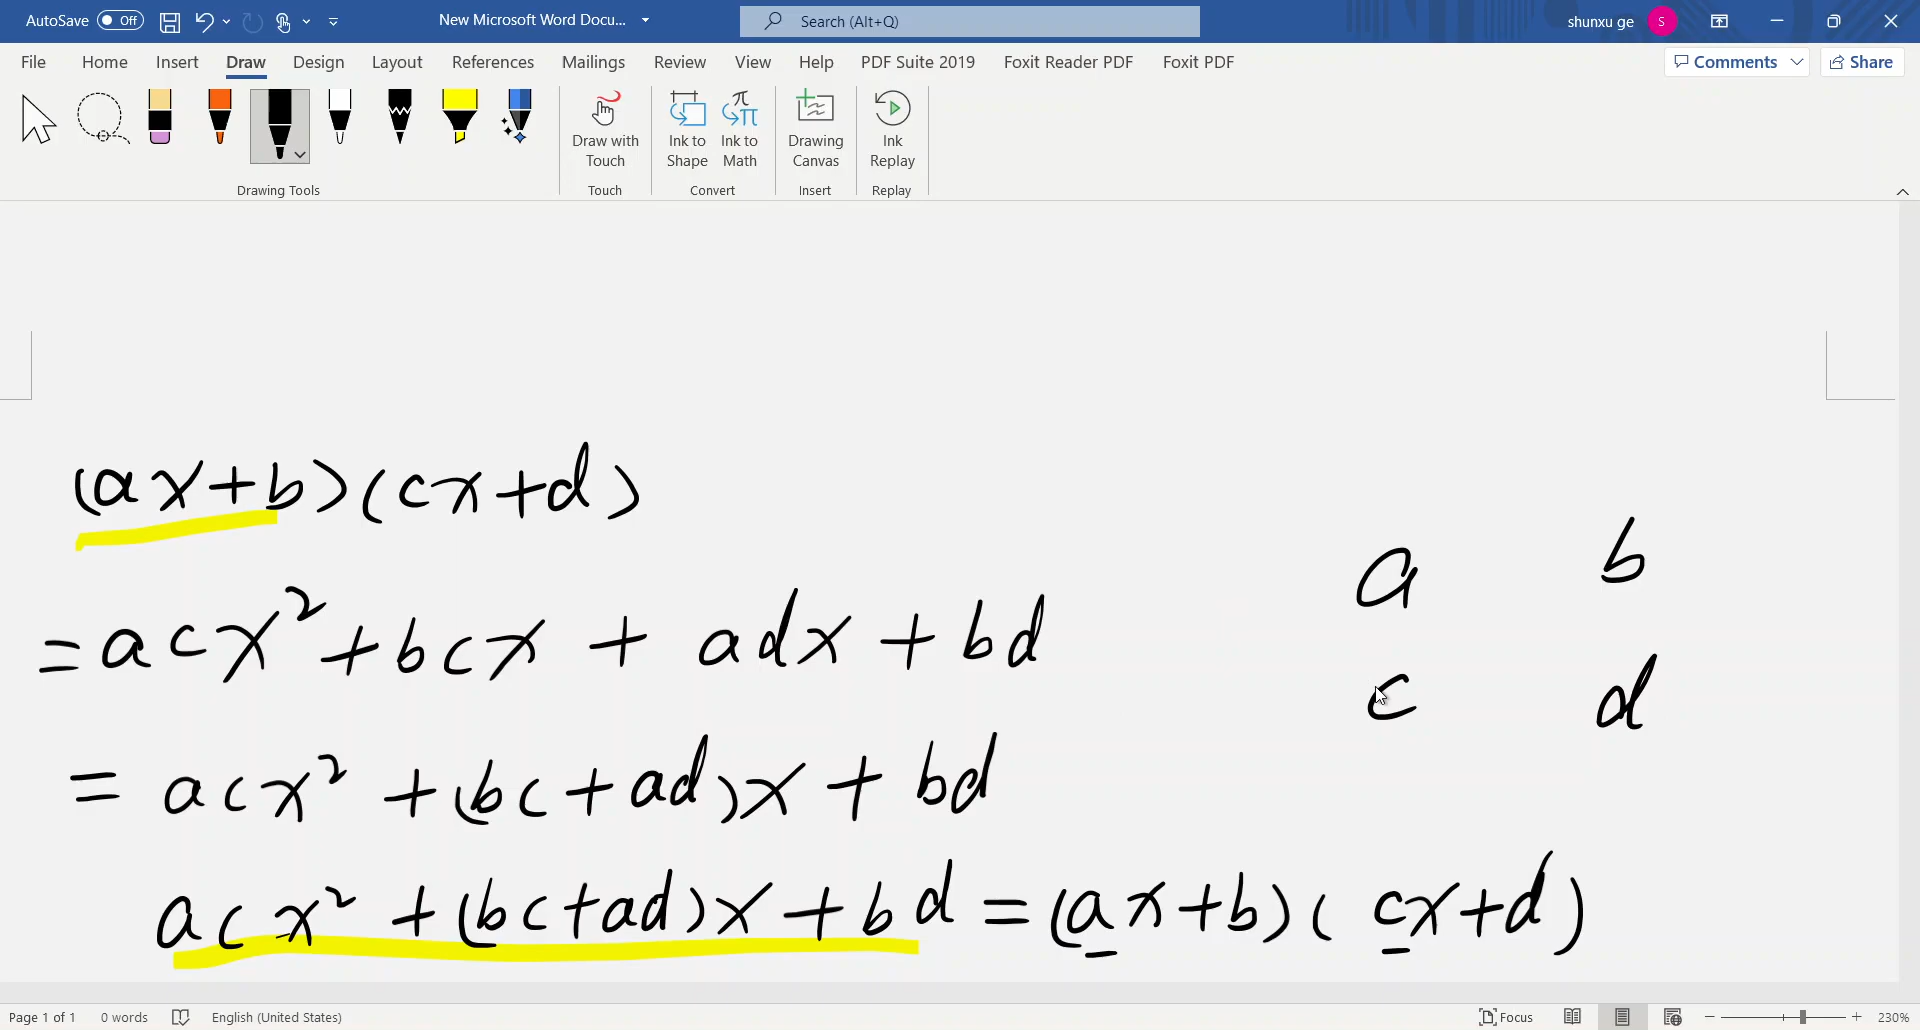 AutoSave Off New Microsoft Word Docu... Search (Alt+Q) shunxu ge S
File Home Insert Draw Design Layout References Mailings Review View Help PDF Suite 2019 Foxit Reader PDF Foxit PDF Comments Share
Draw with Touch
Ink to Shape
Ink to Math
Drawing Canvas
Ink Replay
Drawing Tools Touch Convert Insert Replay
(ax+b)(cx+d)
a b
=acx²+bcx + adx +bd
c d
= acx² +(bc+ad)x + bd
acx² +(bc+ad)x +bd =(ax+b)(cx+d)
Page 1 of 1 0 words English (United States) Focus 230%